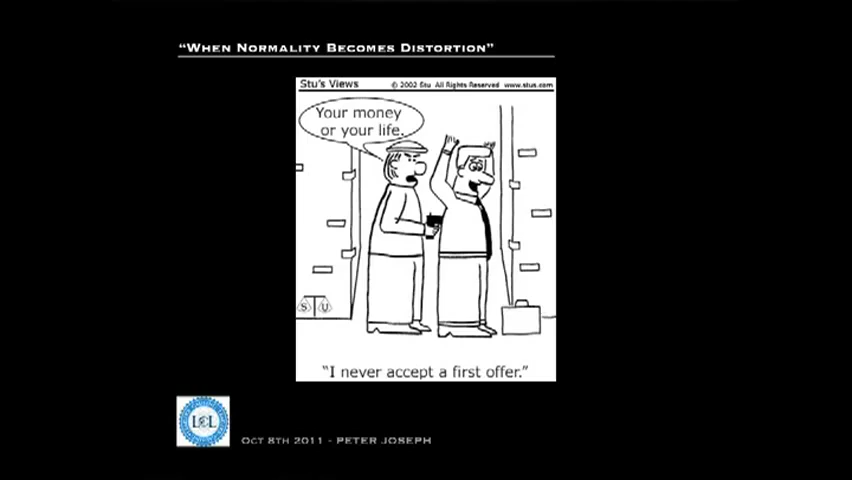 “When Normality Becomes Distortion”
Stu's Views
© 2002 Stu All Rights Reserved www.stus.com
Your money
or your life.
S U
“I never accept a first offer.”
L&L
Oct 8th 2011 - Peter Joseph